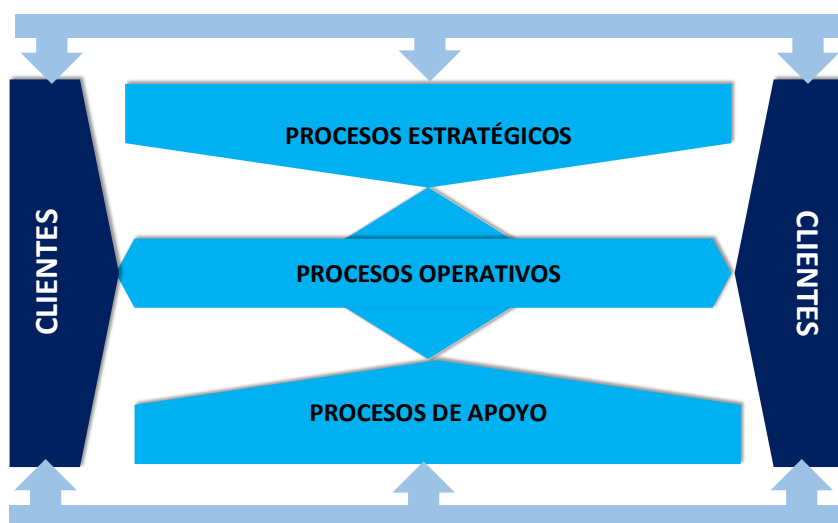 PROCESOS ESTRATÉGICOS
CLIENTES
PROCESOS OPERATIVOS
CLIENTES
PROCESOS DE APOYO